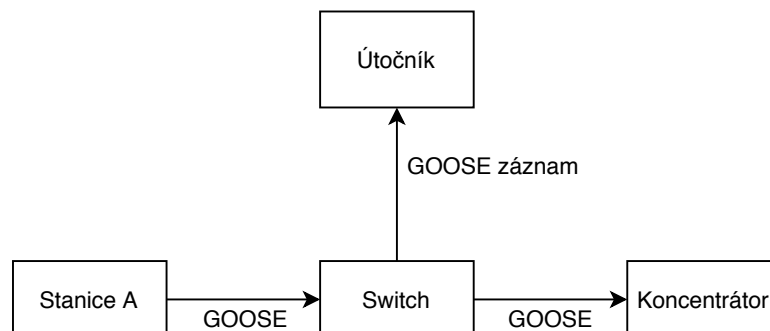 Útočník
GOOSE záznam
Stanice A
GOOSE
Switch
GOOSE
Koncentrátor